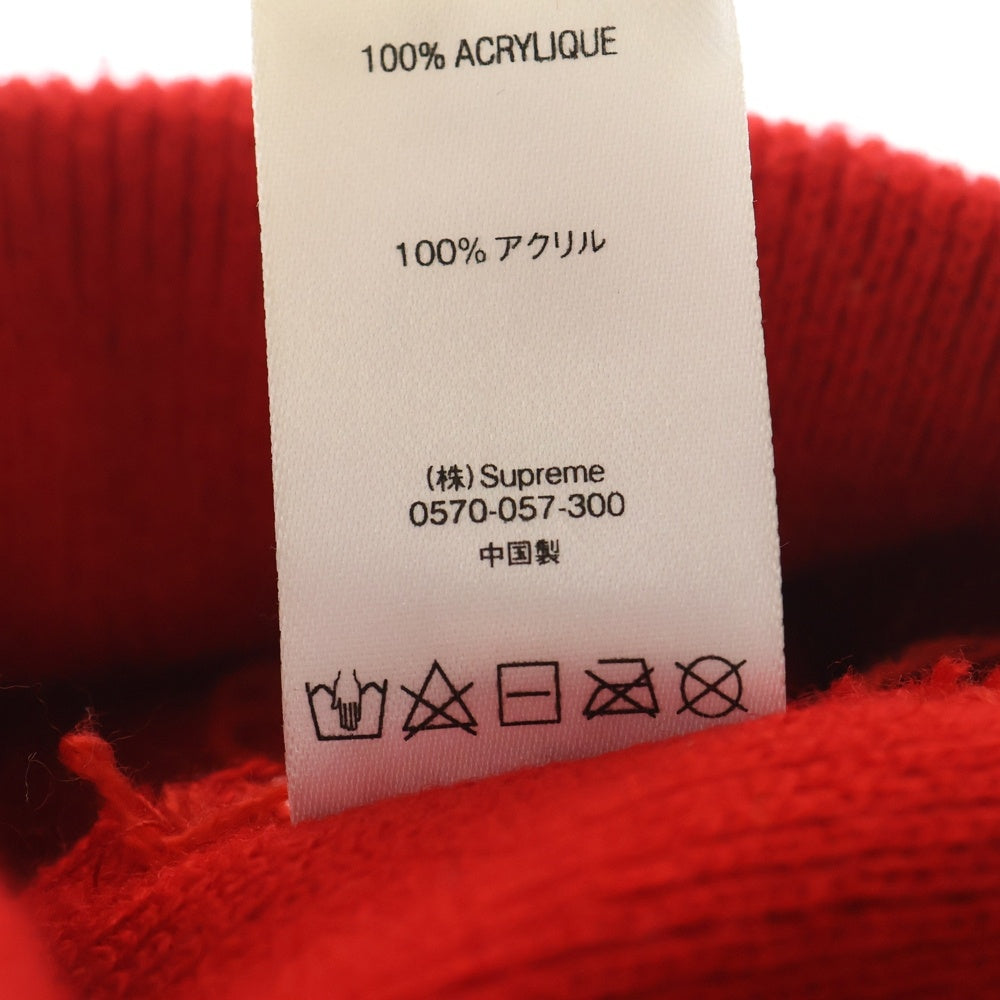 100% ACRYLIQUE
100% アクリル
(株) Supreme
0570-057-300
中国製